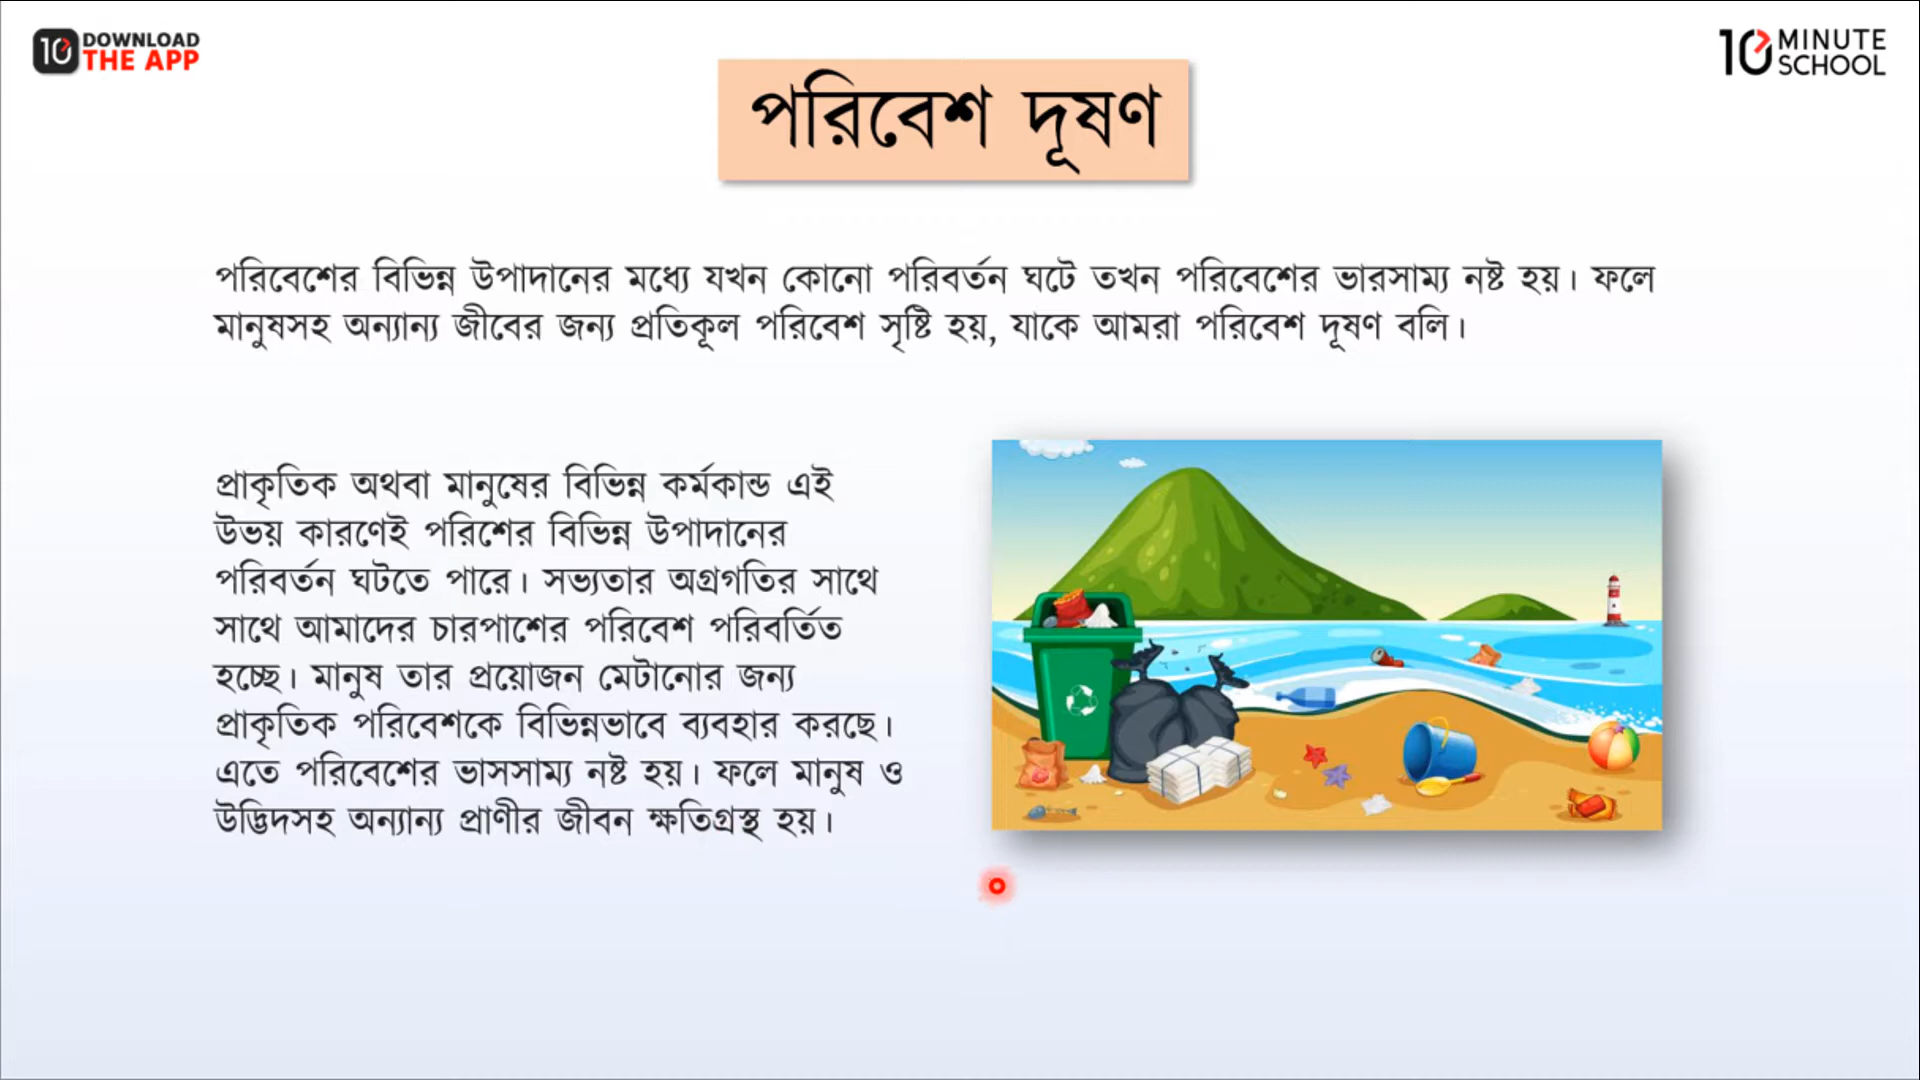 DOWNLOAD
THE APP
10 MINUTE
SCHOOL
পরিবেশ দূষণ
পরিবেশের বিভিন্ন উপাদানের মধ্যে যখন কোনো পরিবর্তন ঘটে তখন পরিবেশের ভারসাম্য নষ্ট হয়। ফলে
মানুষসহ অন্যান্য জীবের জন্য প্রতিকূল পরিবেশ সৃষ্টি হয়, যাকে আমরা পরিবেশ দূষণ বলি।
প্রাকৃতিক অথবা মানুষের বিভিন্ন কর্মকান্ড এই
উভয় কারণেই পরিশের বিভিন্ন উপাদানের
পরিবর্তন ঘটতে পারে। সভ্যতার অগ্রগতির সাথে
সাথে আমাদের চারপাশের পরিবেশ পরিবর্তিত
হচ্ছে। মানুষ তার প্রয়োজন মেটানোর জন্য
প্রাকৃতিক পরিবেশকে বিভিন্নভাবে ব্যবহার করছে।
এতে পরিবেশের ভাসসাম্য নষ্ট হয়। ফলে মানুষ ও
উদ্ভিদসহ অন্যান্য প্রাণীর জীবন ক্ষতিগ্রস্থ হয়।